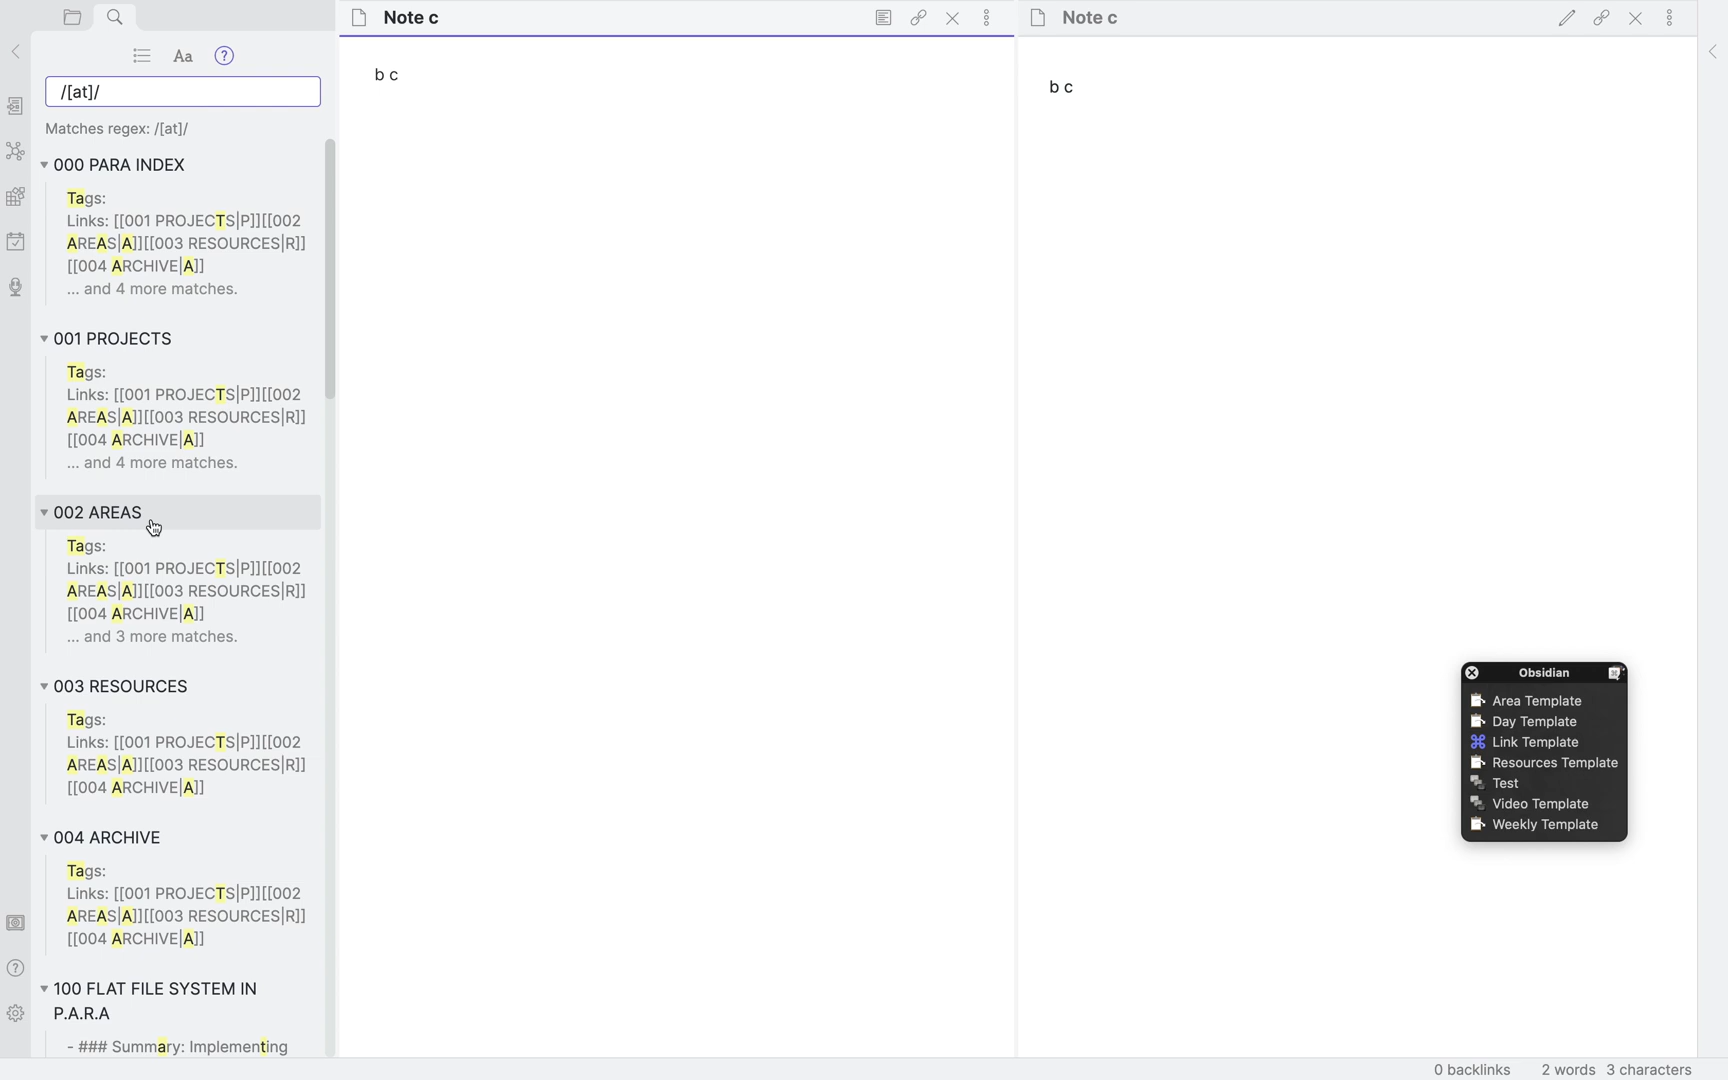 Aa
?
/[at]/
Matches regex: /[at]/
000 PARA INDEX
Tags:
Links: [[001 PROJECTS|P]][[002
AREAS|A]][[003 RESOURCES|R]]
[[004 ARCHIVE|A]]
... and 4 more matches.
001 PROJECTS
Tags:
Links: [[001 PROJECTS|P]][[002
AREAS|A]][[003 RESOURCES|R]]
[[004 ARCHIVE|A]]
... and 4 more matches.
002 AREAS
Tags:
Links: [[001 PROJECTS|P]][[002
AREAS|A]][[003 RESOURCES|R]]
[[004 ARCHIVE|A]]
... and 3 more matches.
003 RESOURCES
Tags:
Links: [[001 PROJECTS|P]][[002
AREAS|A]][[003 RESOURCES|R]]
[[004 ARCHIVE|A]]
004 ARCHIVE
Tags:
Links: [[001 PROJECTS|P]][[002
AREAS|A]][[003 RESOURCES|R]]
[[004 ARCHIVE|A]]
100 FLAT FILE SYSTEM IN
P.A.R.A
- ### Summary: Implementing
Note c
b c
Note c
b c
Obsidian
Area Template
Day Template
Link Template
Resources Template
Test
Video Template
Weekly Template
0 backlinks 2 words 3 characters